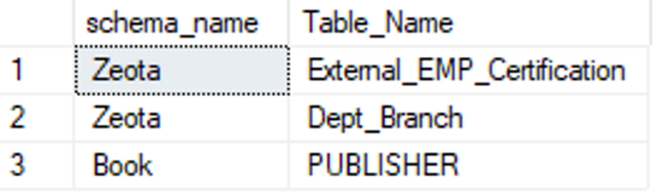 schema_name Table_Name
1 Zeota External_EMP_Certification
2 Zeota Dept_Branch
3 Book PUBLISHER